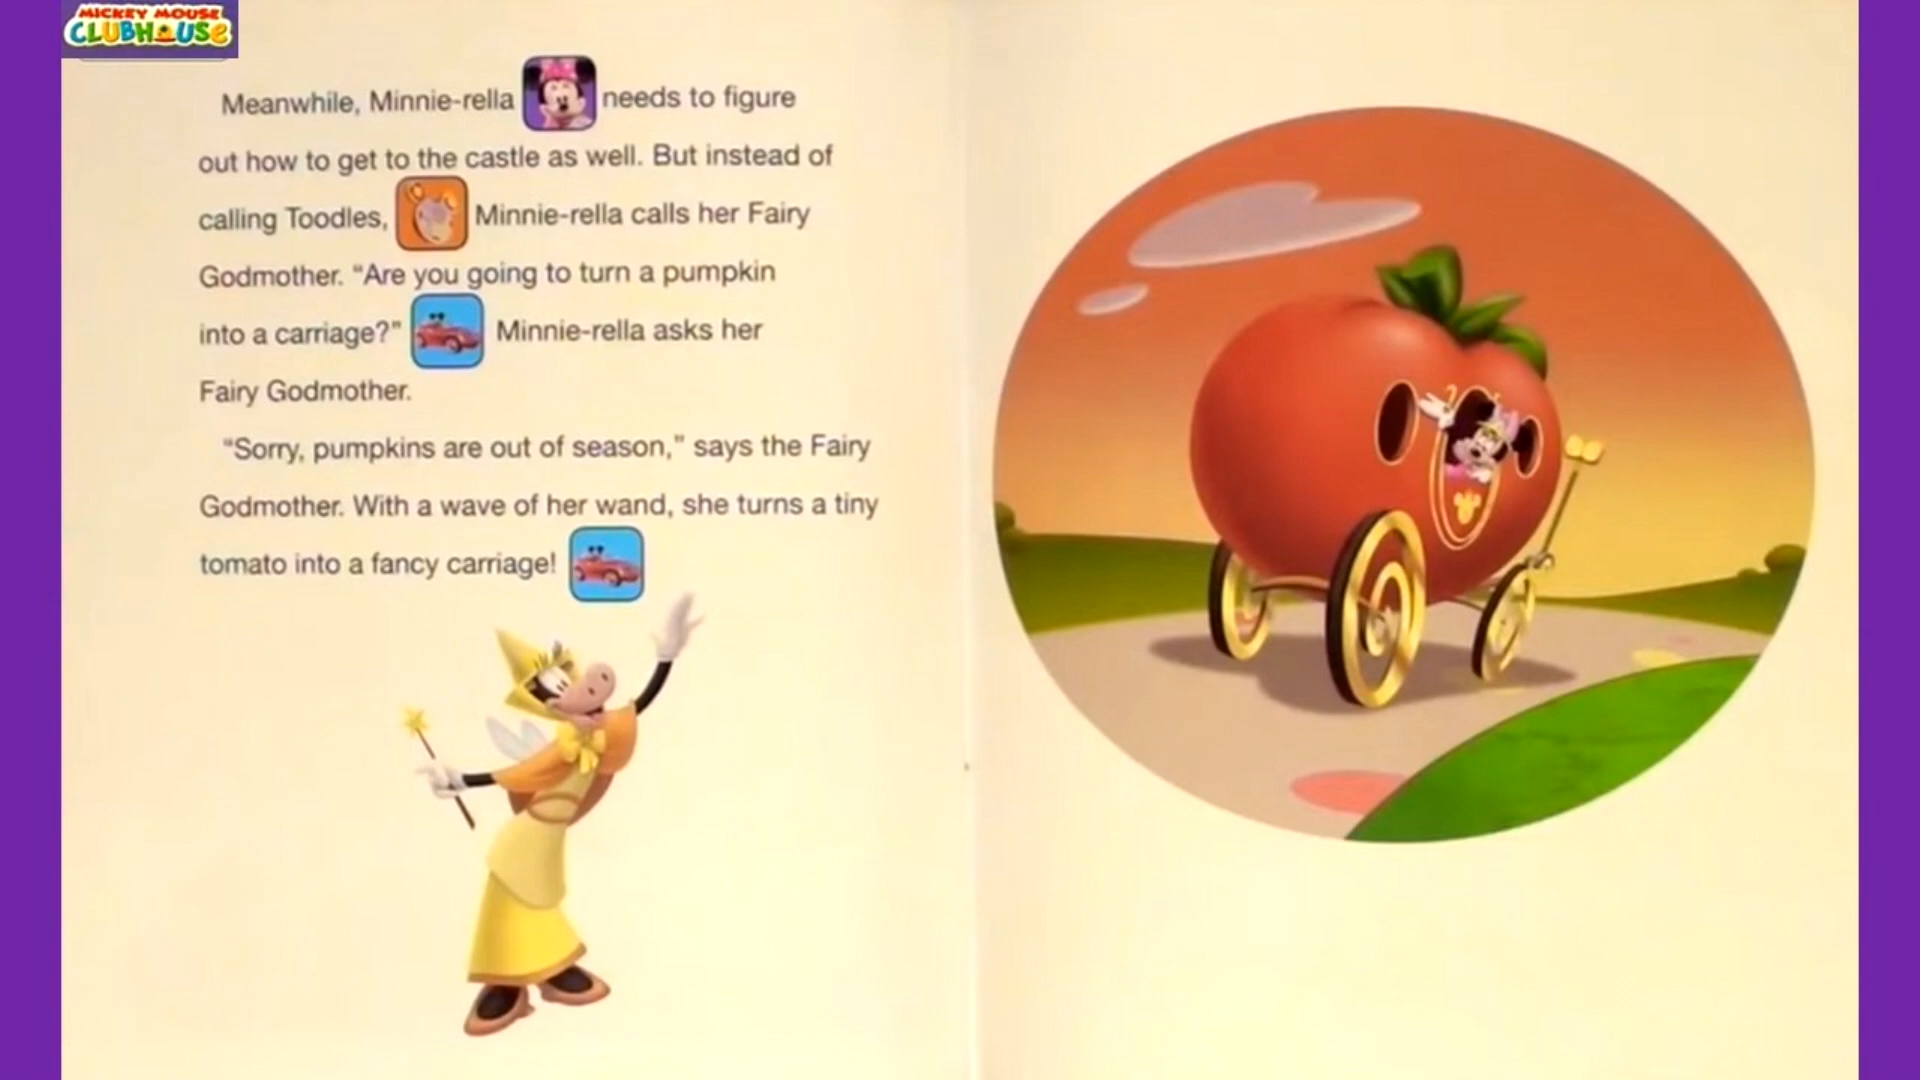 MICKEY MOUSE
CLUBHOUSE
Meanwhile, Minnie-rella needs to figure
out how to get to the castle as well. But instead of
calling Toodles, Minnie-rella calls her Fairy
Godmother. “Are you going to turn a pumpkin
into a carriage?” Minnie-rella asks her
Fairy Godmother.
“Sorry, pumpkins are out of season,” says the Fairy
Godmother. With a wave of her wand, she turns a tiny
tomato into a fancy carriage!